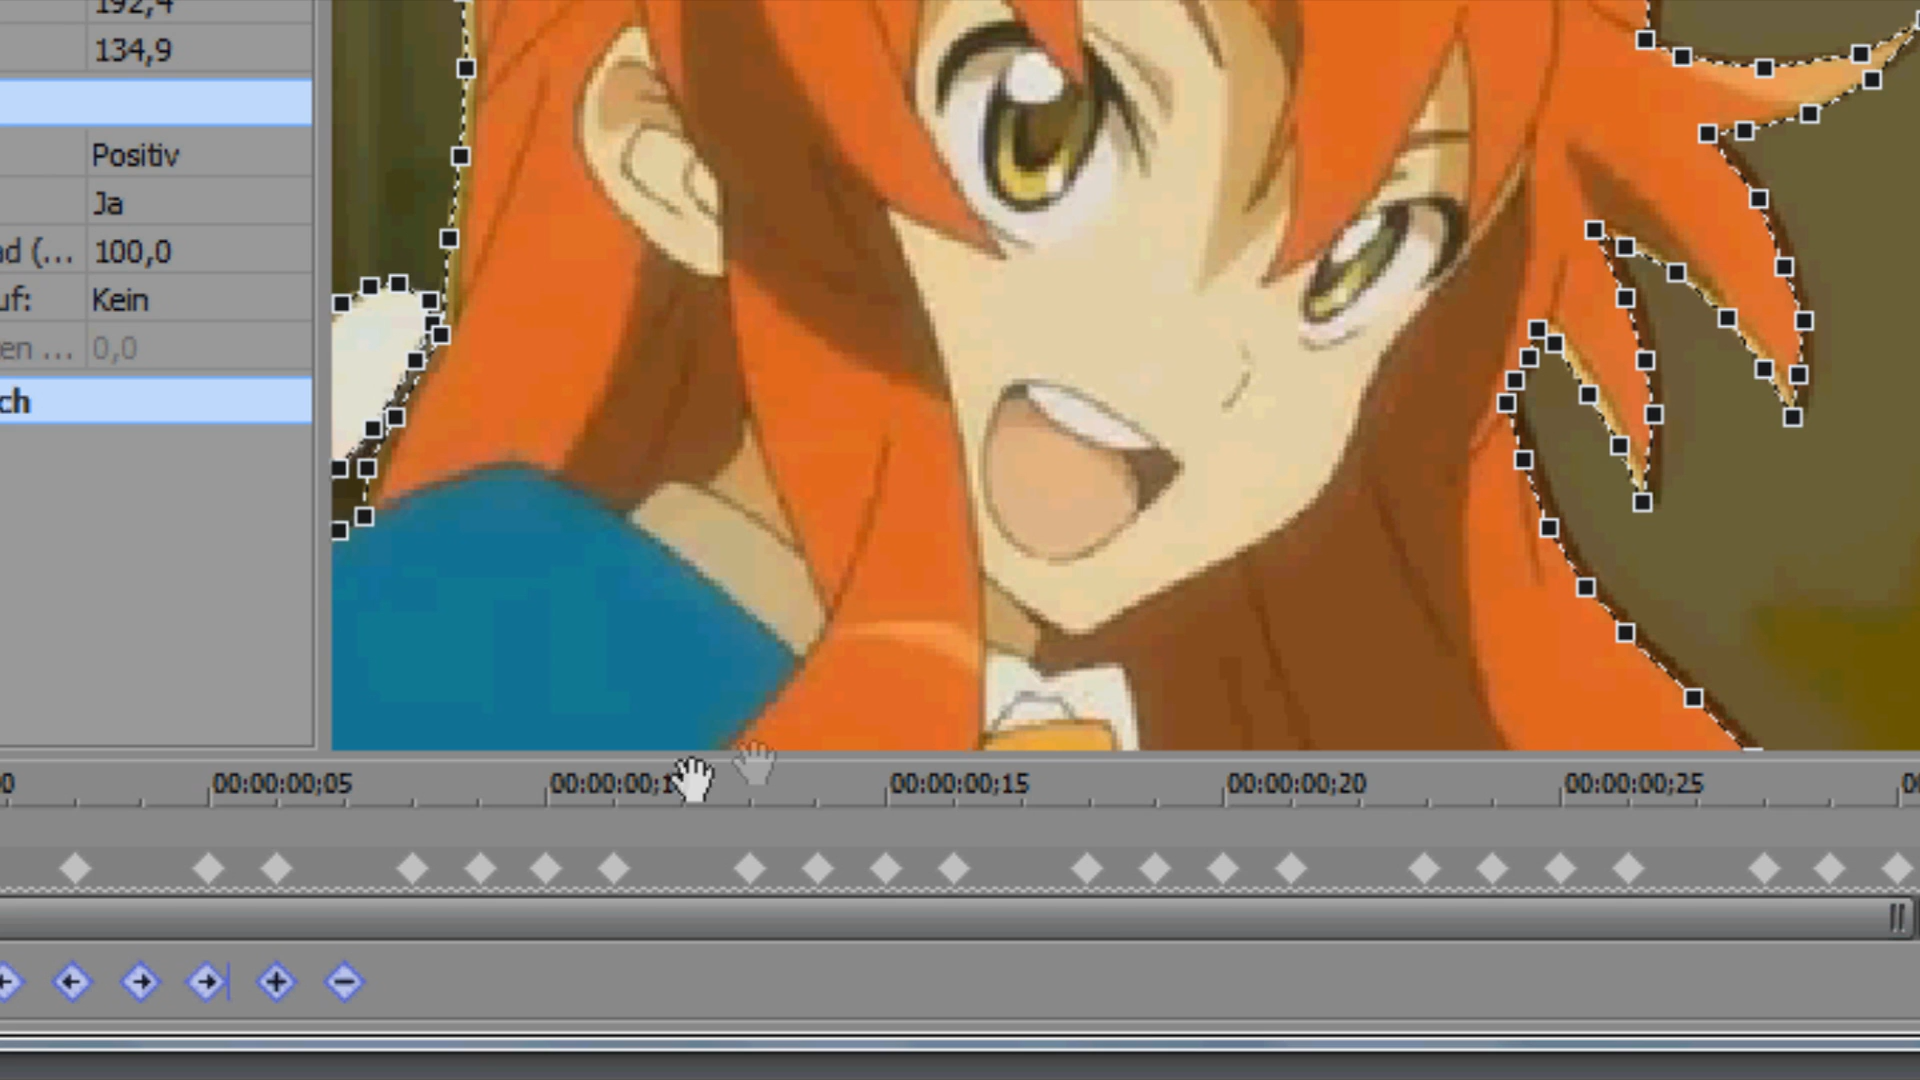 192,4
134,9
Positiv
Ja
ad (... 100,0
uf: Kein
en ... 0,0
ch
00:00:00;05 00:00:00;1 00:00:00;15 00:00:00;20 00:00:00;25